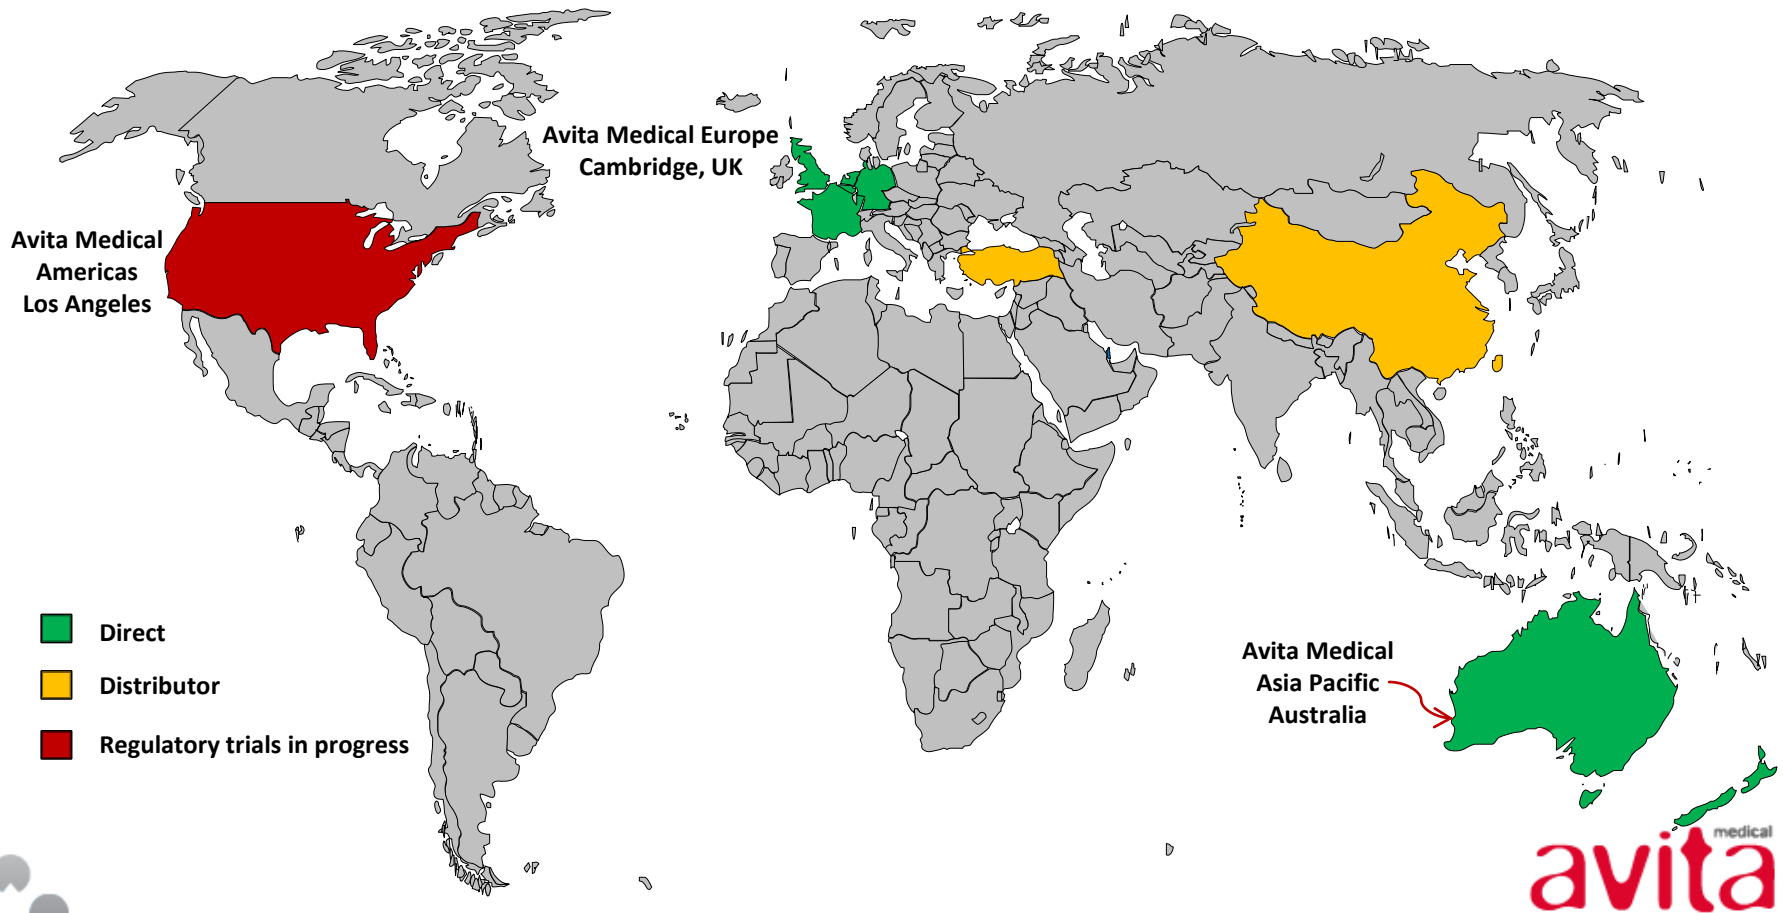 Avita Medical Europe
Cambridge, UK
Avita Medical
Americas
Los Angeles
Direct
Distributor
Regulatory trials in progress
Avita Medical
Asia Pacific
Australia
medical
avita